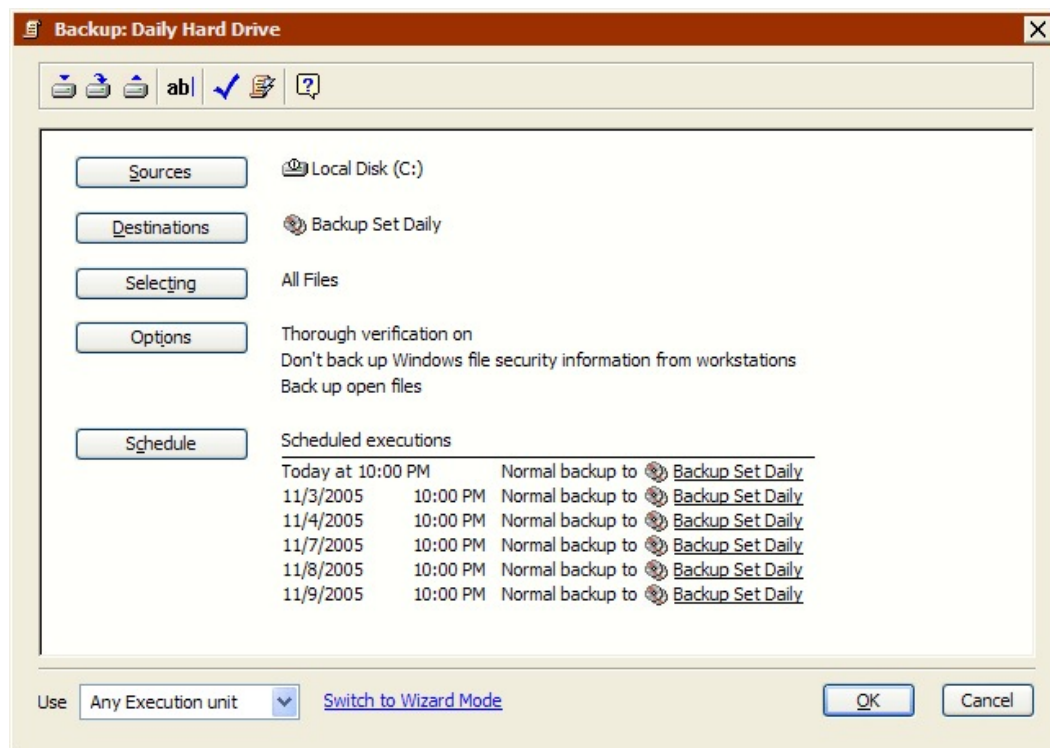 Backup: Daily Hard Drive
ab|
Sources Local Disk (C:)
Destinations Backup Set Daily
Selecting All Files
Options Thorough verification on
Don't back up Windows file security information from workstations
Back up open files
Schedule Scheduled executions
Today at 10:00 PM Normal backup to Backup Set Daily
11/3/2005 10:00 PM Normal backup to Backup Set Daily
11/4/2005 10:00 PM Normal backup to Backup Set Daily
11/7/2005 10:00 PM Normal backup to Backup Set Daily
11/8/2005 10:00 PM Normal backup to Backup Set Daily
11/9/2005 10:00 PM Normal backup to Backup Set Daily
Use Any Execution unit Switch to Wizard Mode OK Cancel